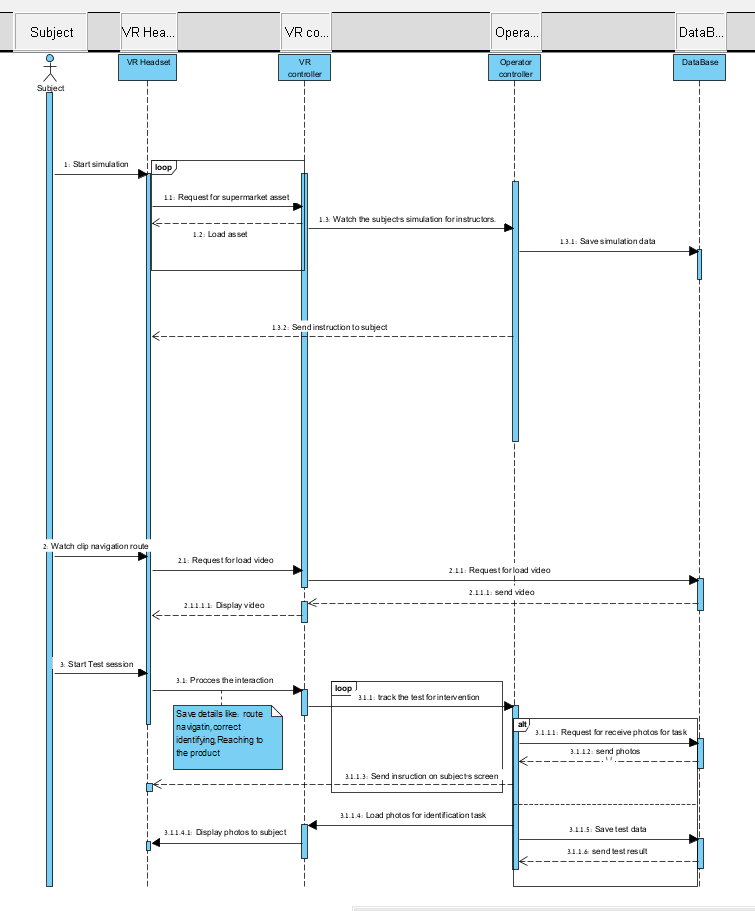 Subject
VR Hea...
VR co...
Opera...
DataB...
Subject
VR Headset
VR
controller
Operator
controller
DataBase
1: Start simulation
loop
1.1: Request for supermarket asset
1.2: Load asset
1.3: Watch the subject's simulation for instructors.
1.3.1: Save simulation data
1.3.2: Send instruction to subject
2: Watch clip navigation route
2.1: Request for load video
2.1.1: Request for load video
2.1.1.1: send video
2.1.1.1.1: Display video
3: Start Test session
3.1: Procces the interaction
loop
3.1.1: track the test for intervention
Save details like: route
navigatin,correct
identifying,Reaching to
the product
alt
3.1.1.1: Request for receive photos for task
3.1.1.2: send photos
3.1.1.3: Send insruction on subject's screen
3.1.1.4: Load photos for identification task
3.1.1.4.1: Display photos to subject
3.1.1.5: Save test data
3.1.1.6: send test result